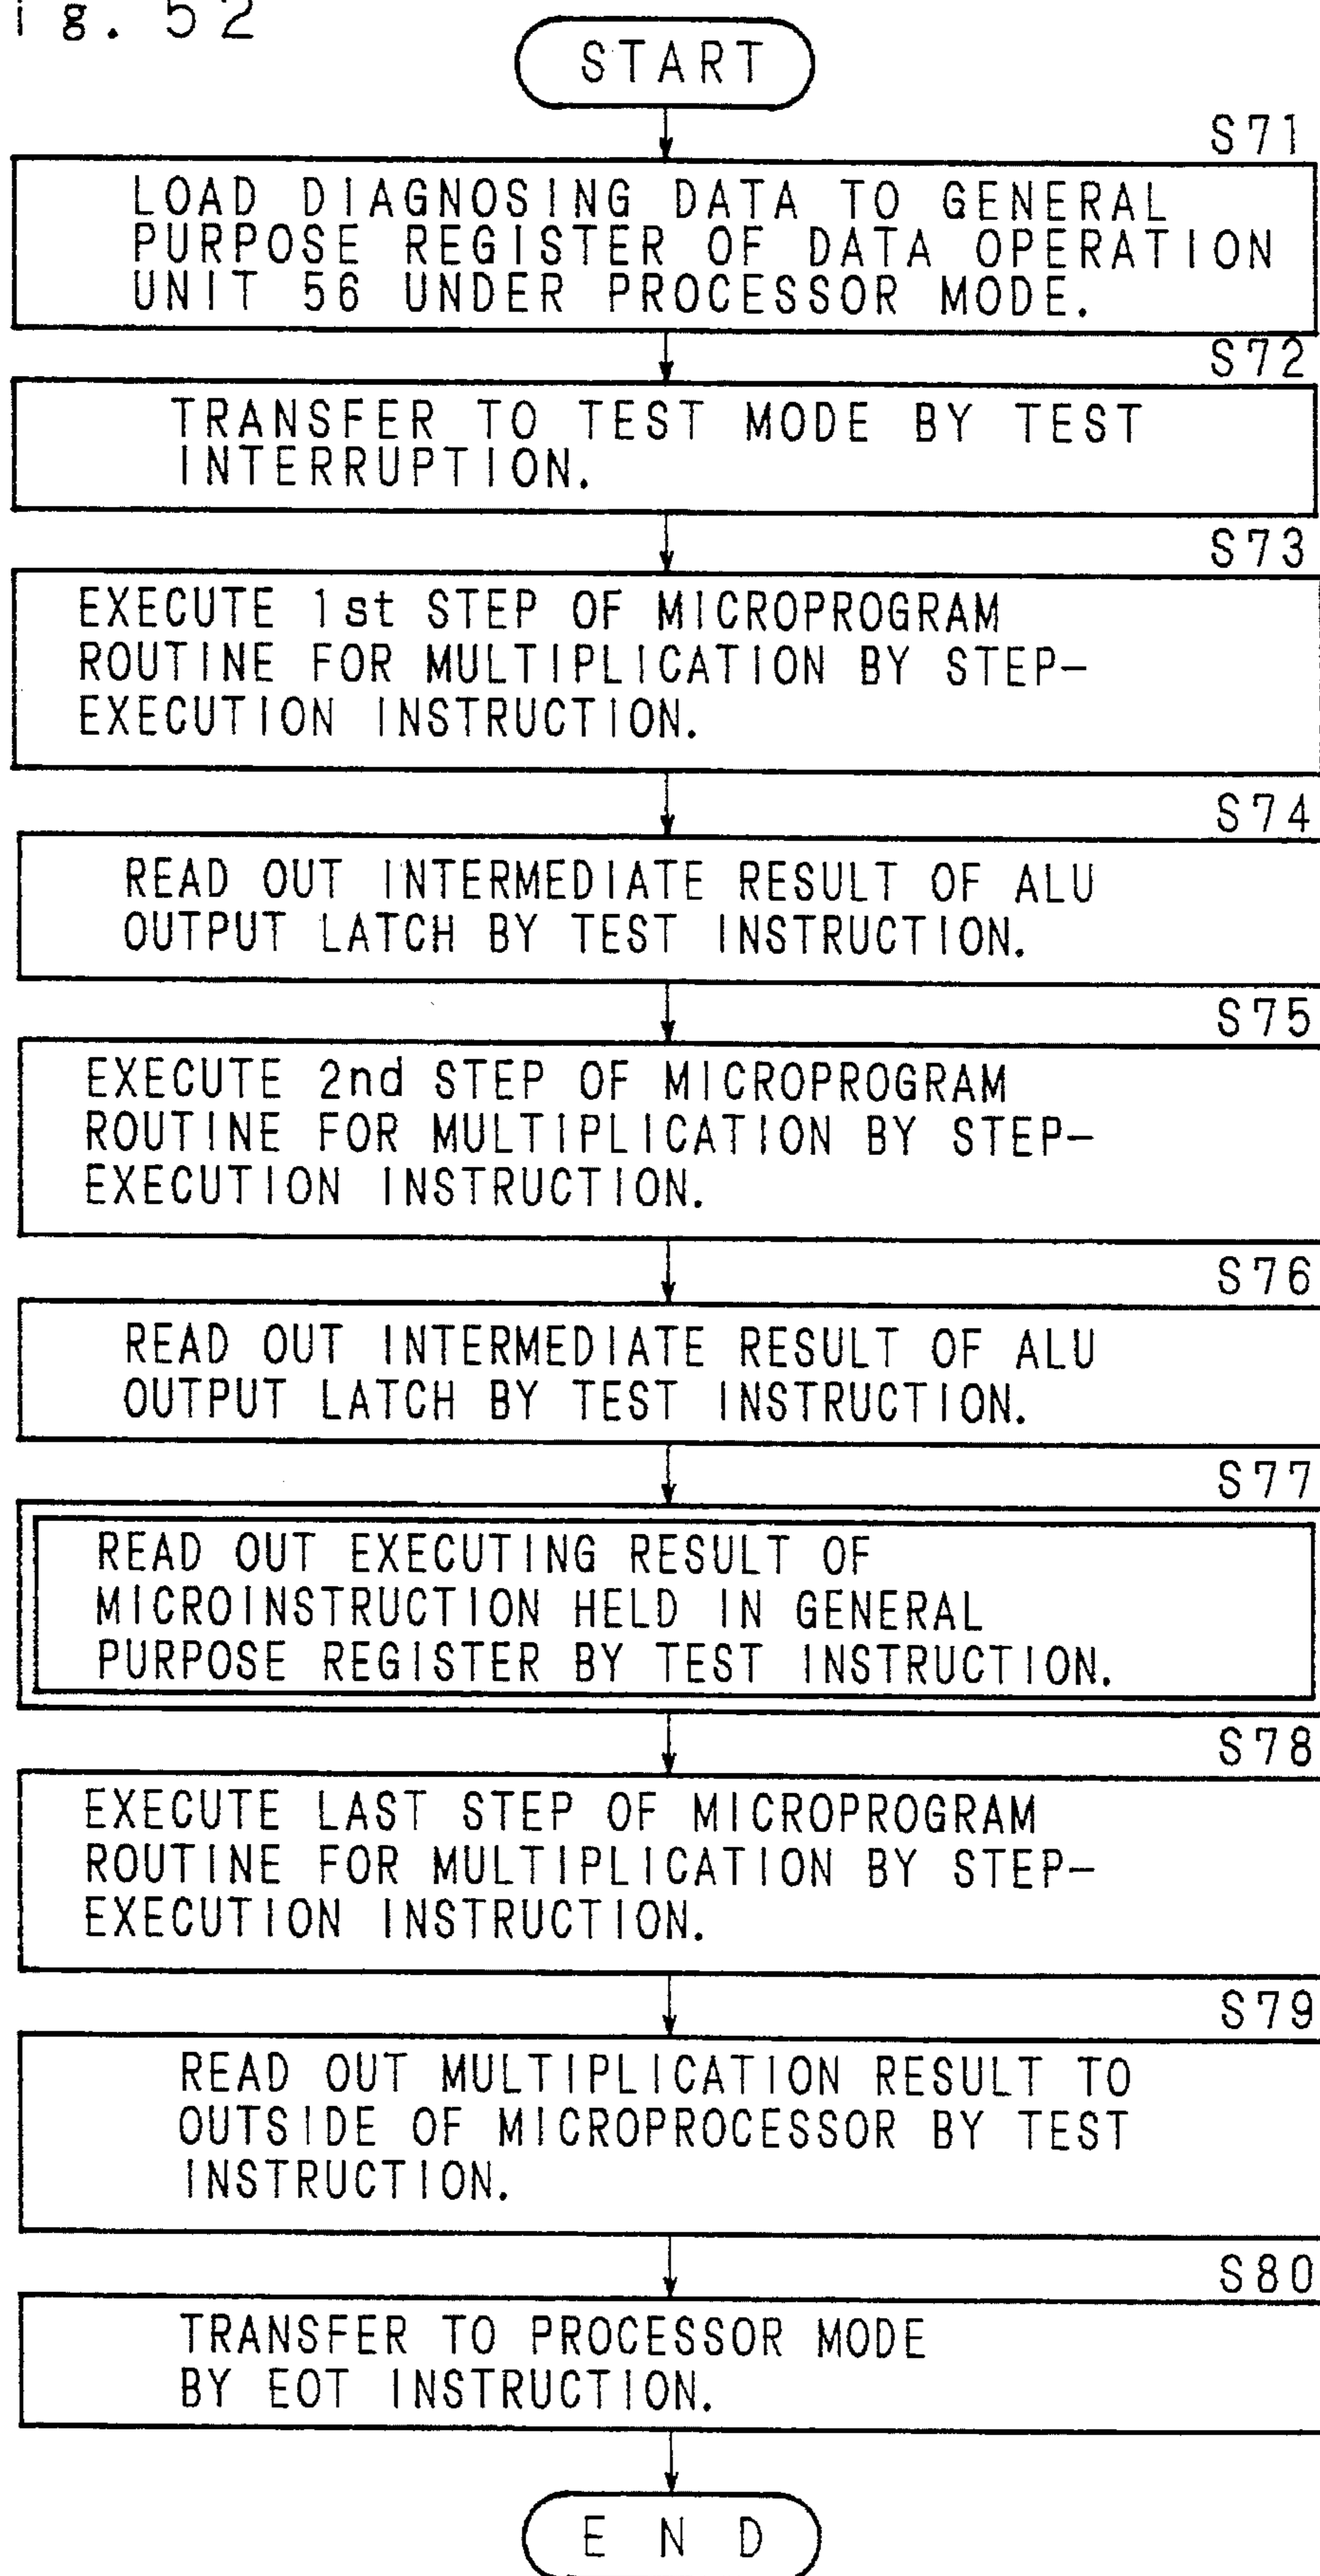 ig. 52
START
S71
LOAD DIAGNOSING DATA TO GENERAL
PURPOSE REGISTER OF DATA OPERATION
UNIT 56 UNDER PROCESSOR MODE.
S72
TRANSFER TO TEST MODE BY TEST
INTERRUPTION.
S73
EXECUTE 1st STEP OF MICROPROGRAM
ROUTINE FOR MULTIPLICATION BY STEP-
EXECUTION INSTRUCTION.
S74
READ OUT INTERMEDIATE RESULT OF ALU
OUTPUT LATCH BY TEST INSTRUCTION.
S75
EXECUTE 2nd STEP OF MICROPROGRAM
ROUTINE FOR MULTIPLICATION BY STEP-
EXECUTION INSTRUCTION.
S76
READ OUT INTERMEDIATE RESULT OF ALU
OUTPUT LATCH BY TEST INSTRUCTION.
S77
READ OUT EXECUTING RESULT OF
MICROINSTRUCTION HELD IN GENERAL
PURPOSE REGISTER BY TEST INSTRUCTION.
S78
EXECUTE LAST STEP OF MICROPROGRAM
ROUTINE FOR MULTIPLICATION BY STEP-
EXECUTION INSTRUCTION.
S79
READ OUT MULTIPLICATION RESULT TO
OUTSIDE OF MICROPROCESSOR BY TEST
INSTRUCTION.
S80
TRANSFER TO PROCESSOR MODE
BY EOT INSTRUCTION.
END